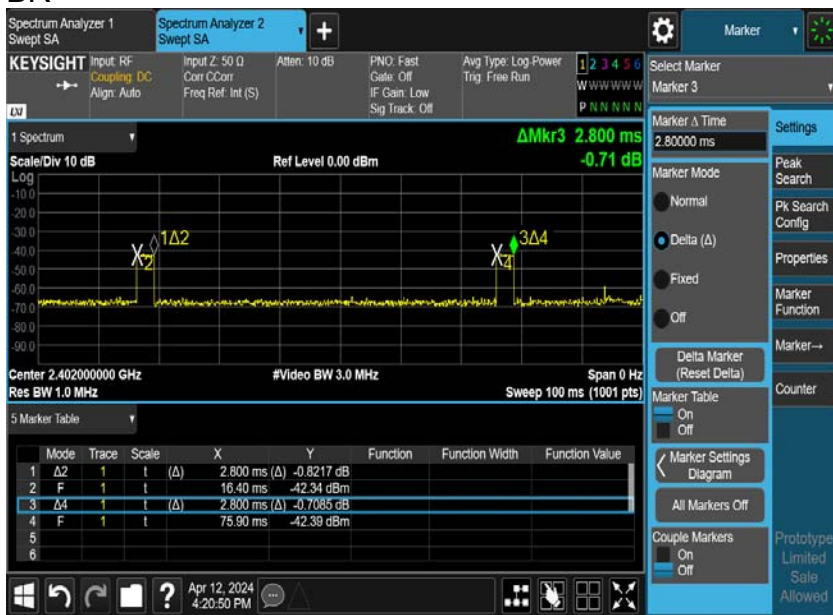 Spectrum Analyzer 1
Swept SA
Spectrum Analyzer 2
Swept SA
Marker
KEYSIGHT
LXI
Input: RF
Coupling: DC
Align: Auto
Input Z: 50 Ω
Corr CCorr
Freq Ref: Int (S)
Atten: 10 dB
PNO: Fast
Gate: Off
IF Gain: Low
Sig Track: Off
Avg Type: Log-Power
Trig: Free Run
1 2 3 4 5 6
W W W W W W
P N N N N N
Select Marker
Marker 3
1 Spectrum
Scale/Div 10 dB
Ref Level 0.00 dBm
ΔMkr3 2.800 ms
-0.71 dB
Log
-10.0
-20.0
-30.0
-40.0
-50.0
-60.0
-70.0
-80.0
-90.0
1Δ2
X2
3Δ4
X4
Center 2.402000000 GHz
#Video BW 3.0 MHz
Span 0 Hz
Res BW 1.0 MHz
Sweep 100 ms (1001 pts)
5 Marker Table
Mode Trace Scale X Y Function Function Width Function Value
1 Δ2 1 t (Δ) 2.800 ms (Δ) -0.8217 dB
2 F 1 t 16.40 ms -42.34 dBm
3 Δ4 1 t (Δ) 2.800 ms (Δ) -0.7085 dB
4 F 1 t 75.90 ms -42.39 dBm
5
6
Marker Δ Time
2.80000 ms
Marker Mode
Normal
Delta (Δ)
Fixed
Off
Delta Marker
(Reset Delta)
Marker Table
On
Off
Marker Settings
Diagram
All Markers Off
Couple Markers
On
Off
Settings
Peak
Search
Pk Search
Config
Properties
Marker
Function
Marker→
Counter
Prototype
Limited
Sale
Allowed
?
Apr 12, 2024
4:20:50 PM